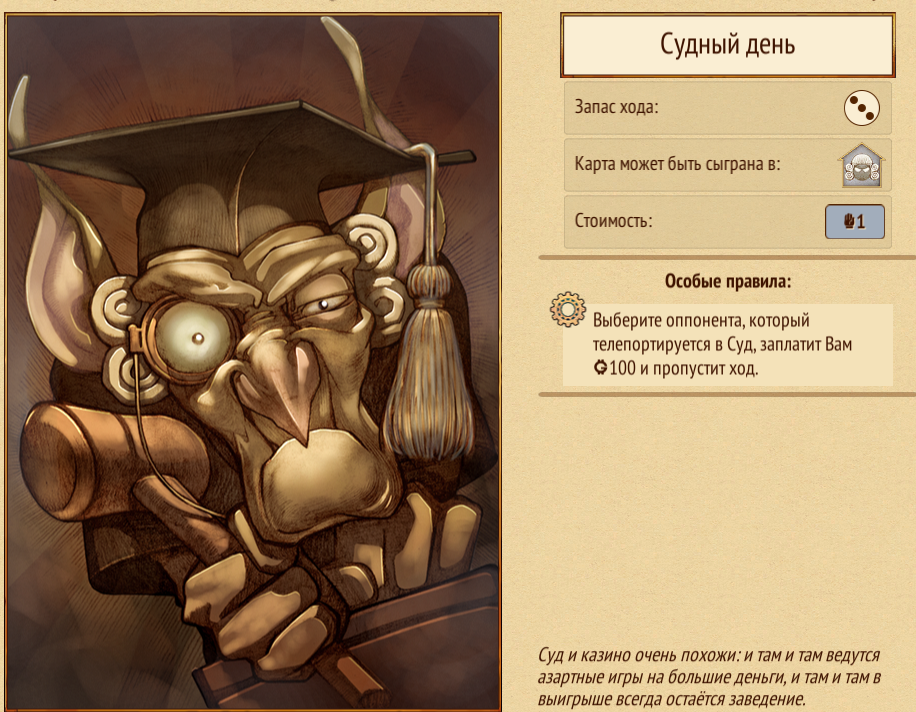 Судный день
Запас хода:
Карта может быть сыграна в:
Стоимость:
1
Особые правила:
Выберите оппонента, который
телепортируется в Суд, заплатит Вам
100 и пропустит ход.
Суд и казино очень похожи: и там и там ведутся
азартные игры на большие деньги, и там и там в
выигрыше всегда остаётся заведение.